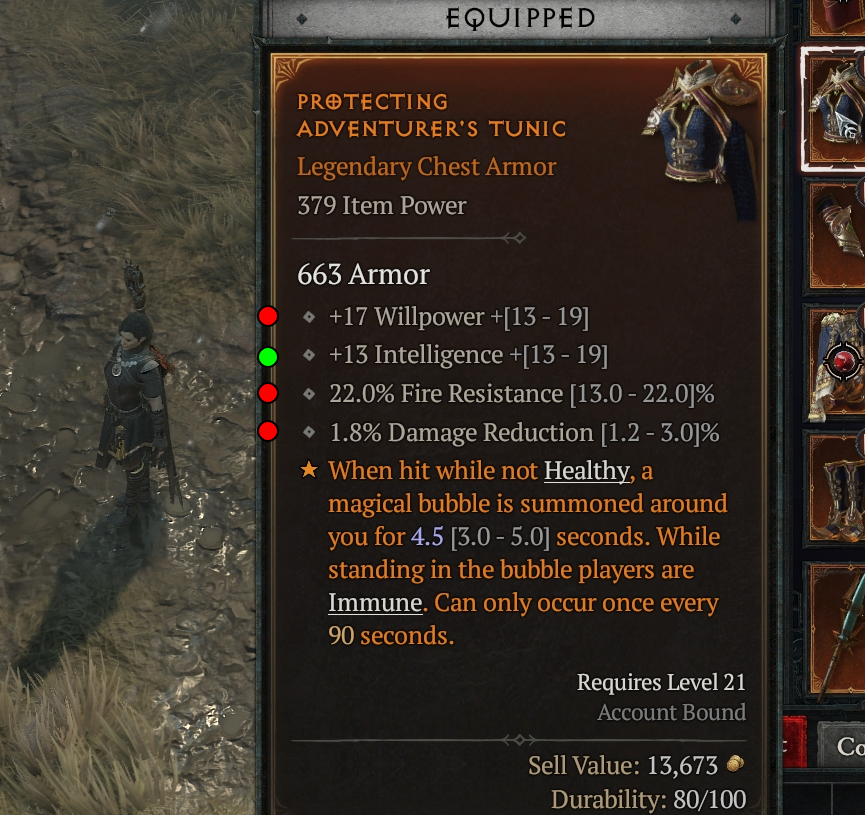 EQUIPPED
PROTECTING
ADVENTURER'S TUNIC
Legendary Chest Armor
379 Item Power
663 Armor
+17 Willpower +[13 - 19]
+13 Intelligence +[13 - 19]
22.0% Fire Resistance [13.0 - 22.0]%
1.8% Damage Reduction [1.2 - 3.0]%
When hit while not Healthy, a
magical bubble is summoned around
you for 4.5 [3.0 - 5.0] seconds. While
standing in the bubble players are
Immune. Can only occur once every
90 seconds.
Requires Level 21
Account Bound
Sell Value: 13,673
Durability: 80/100